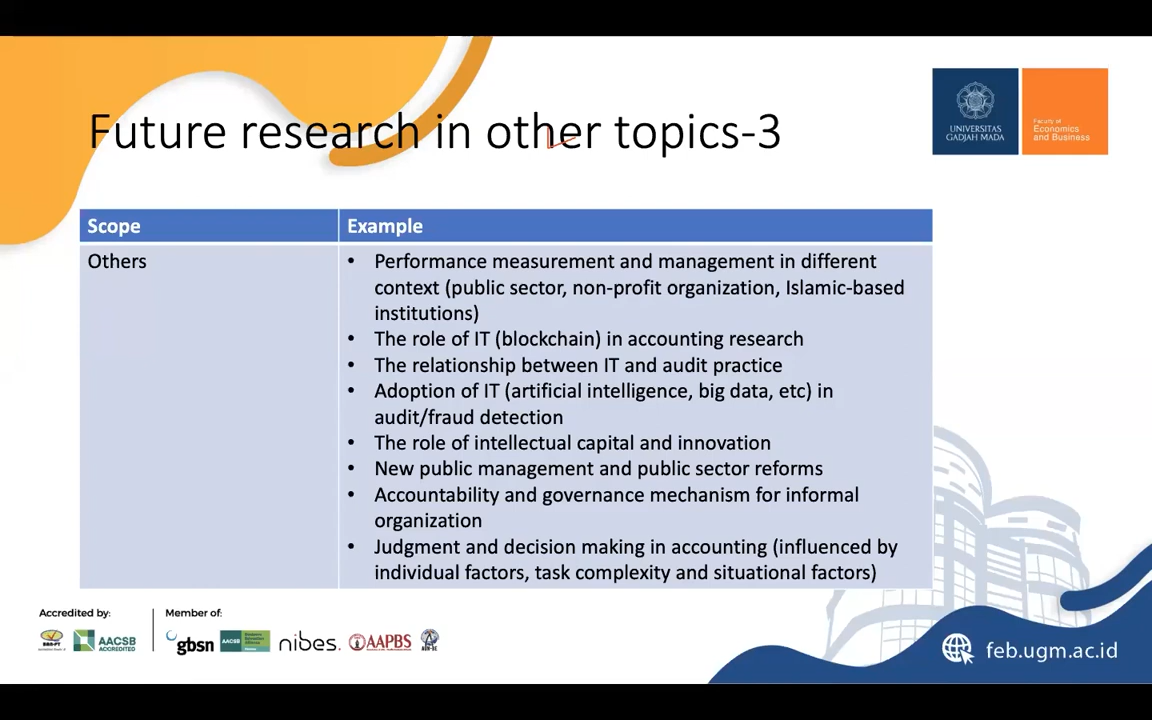 Future research in other topics-3
UNIVERSITAS
GADJAH MADA
Faculty of
Economics
and Business
Scope
Example
Others
• Performance measurement and management in different
context (public sector, non-profit organization, Islamic-based
institutions)
• The role of IT (blockchain) in accounting research
• The relationship between IT and audit practice
• Adoption of IT (artificial intelligence, big data, etc) in
audit/fraud detection
• The role of intellectual capital and innovation
• New public management and public sector reforms
• Accountability and governance mechanism for informal
organization
• Judgment and decision making in accounting (influenced by
individual factors, task complexity and situational factors)
Accredited by:
Member of:
AACSB
ACCREDITED
gbsn
AACSB
nibes.
AAPBS
feb.ugm.ac.id